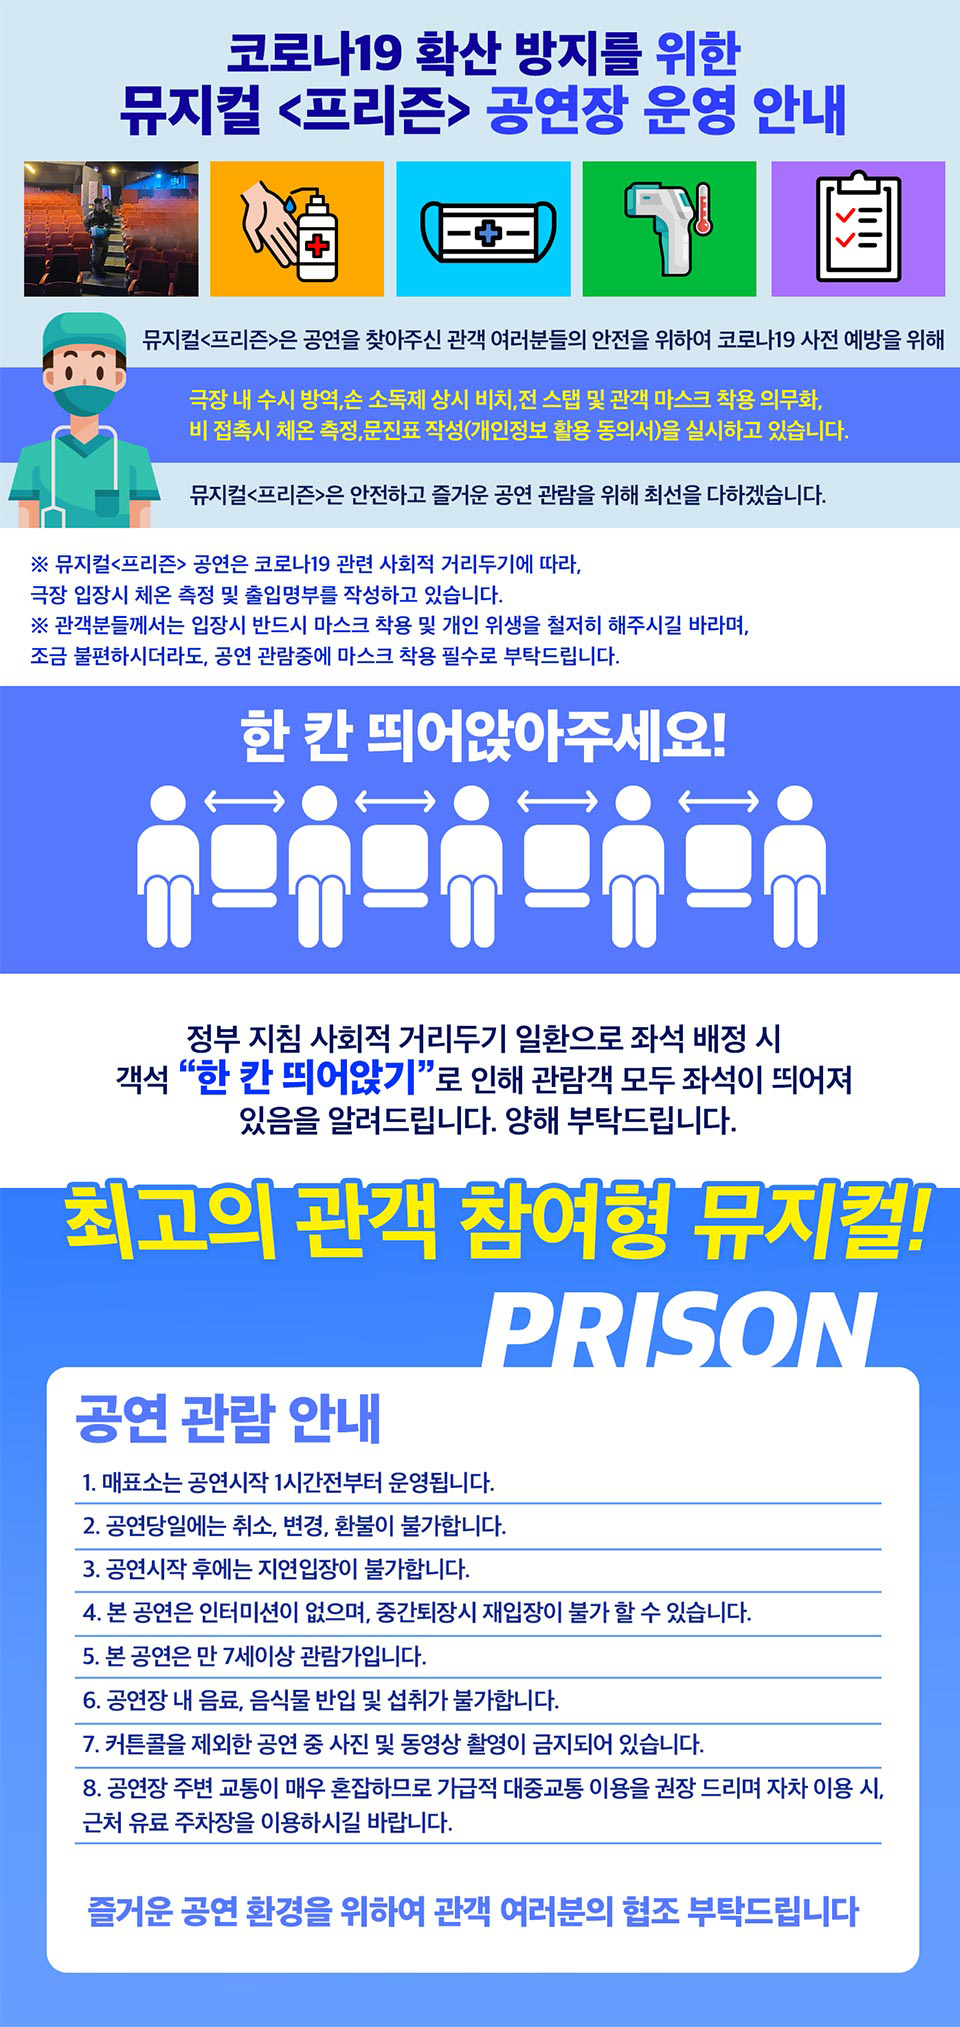 코로나19 확산 방지를 위한
뮤지컬 <프리즌> 공연장 운영 안내
뮤지컬<프리즌>은 공연을 찾아주신 관객 여러분들의 안전을 위하여 코로나19 사전 예방을 위해
극장 내 수시 방역,손 소독제 상시 비치,전 스탭 및 관객 마스크 착용 의무화,
비 접촉시 체온 측정,문진표 작성(개인정보 활용 동의서)을 실시하고 있습니다.
뮤지컬<프리즌>은 안전하고 즐거운 공연 관람을 위해 최선을 다하겠습니다.
※ 뮤지컬<프리즌> 공연은 코로나19 관련 사회적 거리두기에 따라,
극장 입장시 체온 측정 및 출입명부를 작성하고 있습니다.
※ 관객분들께서는 입장시 반드시 마스크 착용 및 개인 위생을 철저히 해주시길 바라며,
조금 불편하시더라도, 공연 관람중에 마스크 착용 필수로 부탁드립니다.
한 칸 띄어앉아주세요!
정부 지침 사회적 거리두기 일환으로 좌석 배정 시
객석 “한 칸 띄어앉기”로 인해 관람객 모두 좌석이 띄어져
있음을 알려드립니다. 양해 부탁드립니다.
최고의 관객 참여형 뮤지컬!
PRISON
공연 관람 안내
1. 매표소는 공연시작 1시간전부터 운영됩니다.
2. 공연당일에는 취소, 변경, 환불이 불가합니다.
3. 공연시작 후에는 지연입장이 불가합니다.
4. 본 공연은 인터미션이 없으며, 중간퇴장시 재입장이 불가 할 수 있습니다.
5. 본 공연은 만 7세이상 관람가입니다.
6. 공연장 내 음료, 음식물 반입 및 섭취가 불가합니다.
7. 커튼콜을 제외한 공연 중 사진 및 동영상 촬영이 금지되어 있습니다.
8. 공연장 주변 교통이 매우 혼잡하므로 가급적 대중교통 이용을 권장 드리며 자차 이용 시,
근처 유료 주차장을 이용하시길 바랍니다.
즐거운 공연 환경을 위하여 관객 여러분의 협조 부탁드립니다